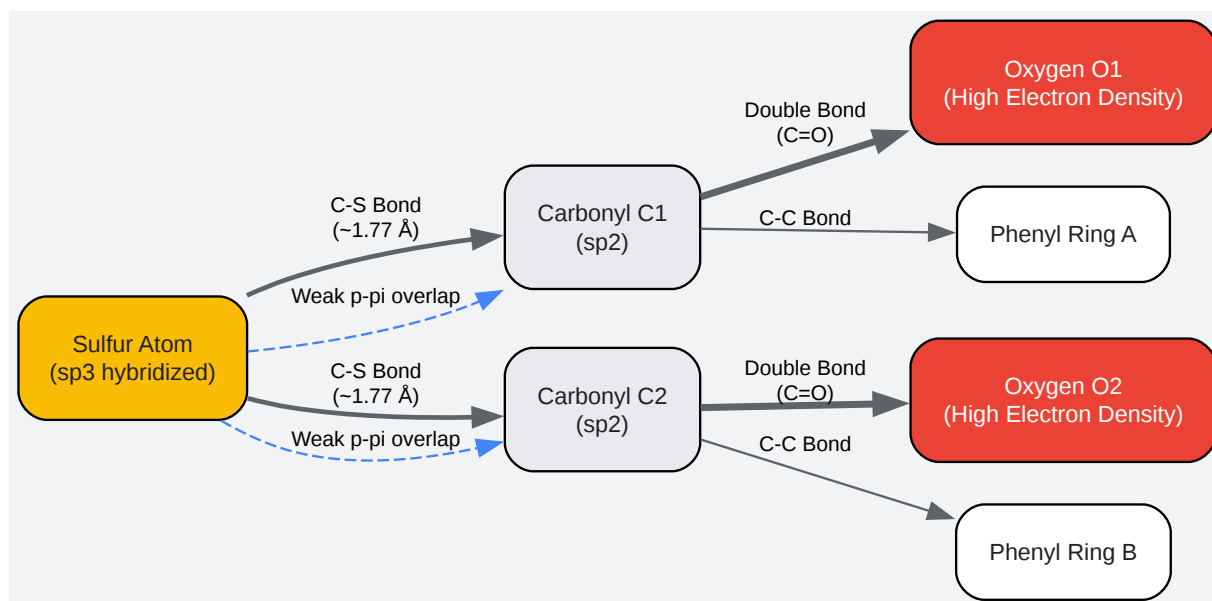 Oxygen O1
(High Electron Density)
Double Bond
(C=O)
C-S Bond
(~1.77 Å)
Carbonyl C1
(sp2)
C-C Bond
Phenyl Ring A
Weak p-pi overlap
Sulfur Atom
(sp3 hybridized)
C-S Bond
(~1.77 Å)
Carbonyl C2
(sp2)
Double Bond
(C=O)
Oxygen O2
(High Electron Density)
Weak p-pi overlap
C-C Bond
Phenyl Ring B